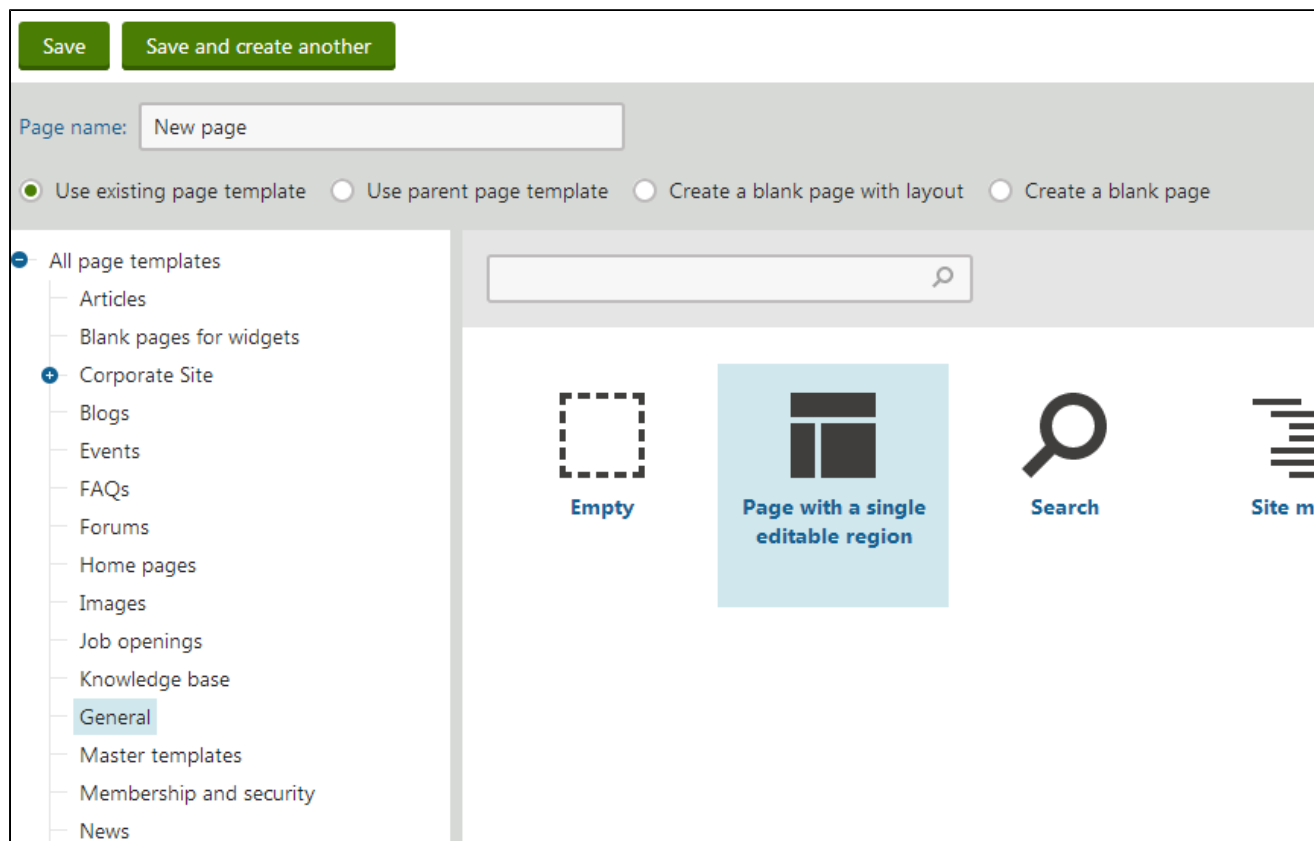 Save Save and create another
Page name: New page
Use existing page template Use parent page template Create a blank page with layout Create a blank page
All page templates
Articles
Blank pages for widgets
Corporate Site
Blogs
Events
FAQs
Forums
Home pages
Images
Job openings
Knowledge base
General
Master templates
Membership and security
News
Empty
Page with a single
editable region
Search
Site m